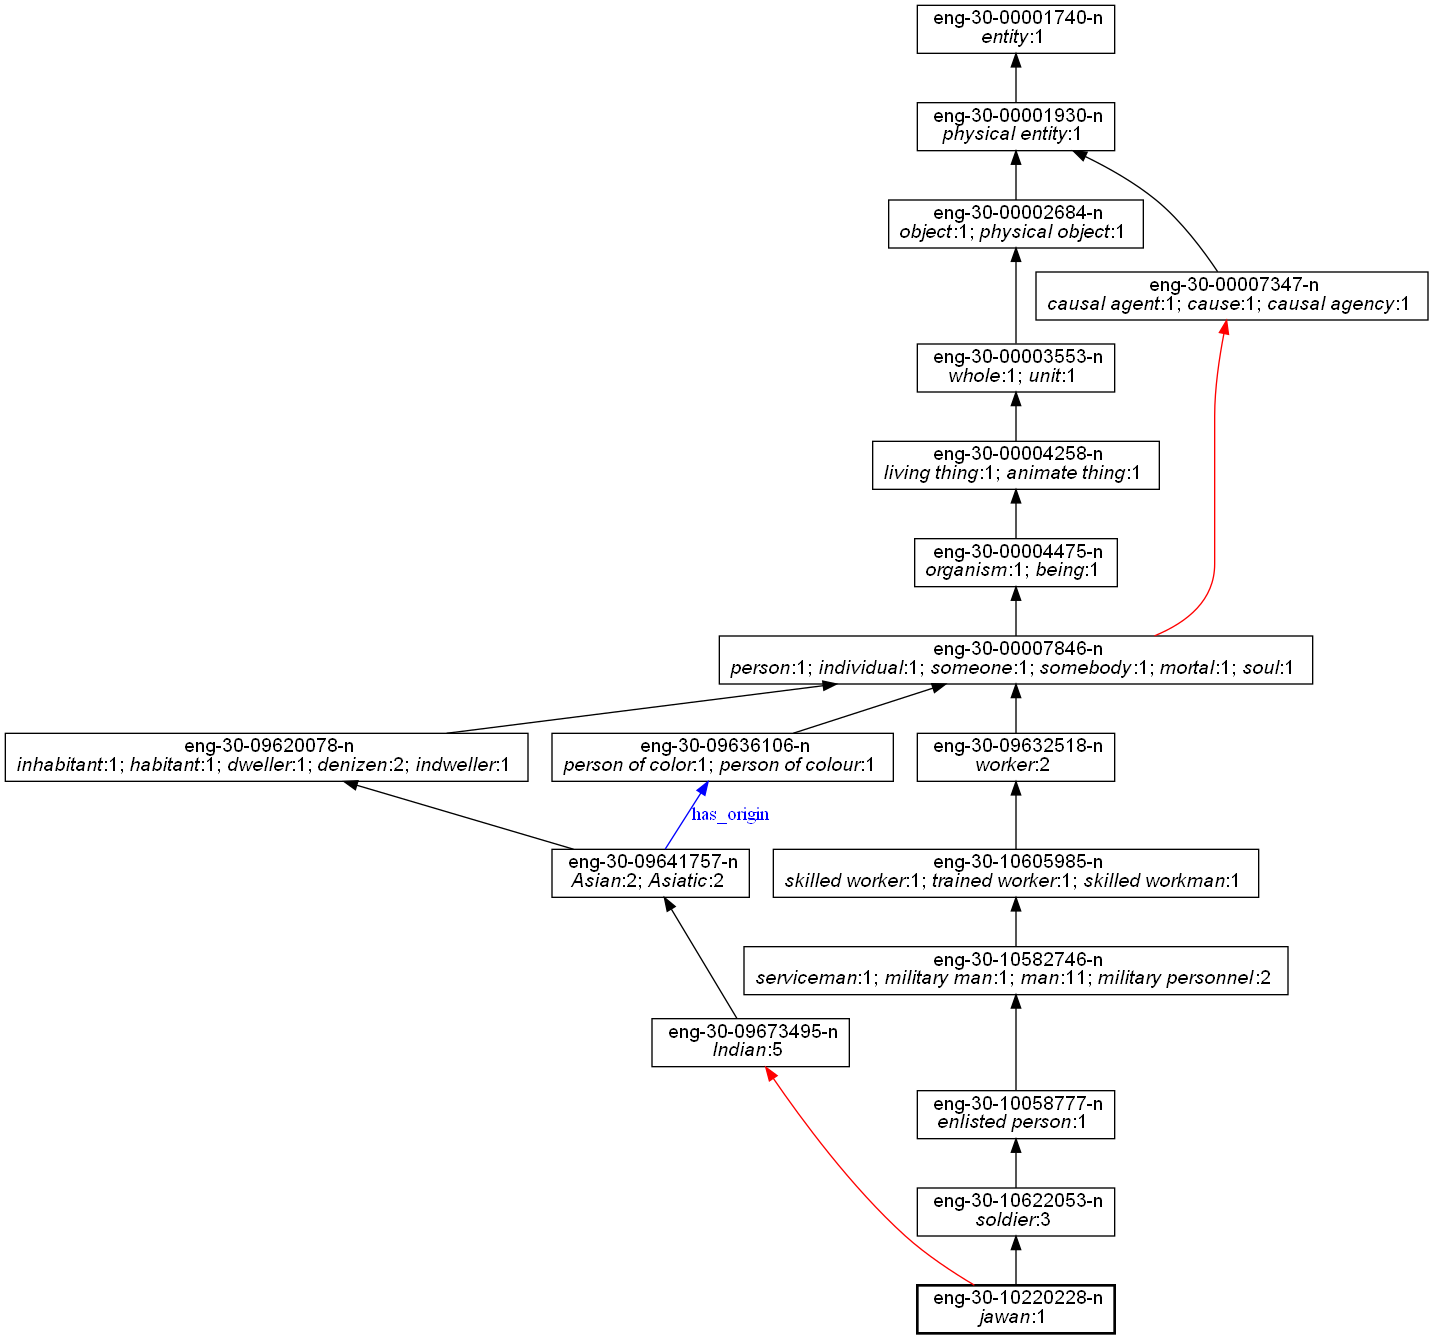 eng-30-00001740-n
entity:1
eng-30-00001930-n
physical entity:1
eng-30-00002684-n
object:1; physical object:1
eng-30-00007347-n
causal agent:1; cause:1; causal agency:1
eng-30-00003553-n
whole:1; unit:1
eng-30-00004258-n
living thing:1; animate thing:1
eng-30-00004475-n
organism:1; being:1
eng-30-00007846-n
person:1; individual:1; someone:1; somebody:1; mortal:1; soul:1
eng-30-09620078-n
inhabitant:1; habitant:1; dweller:1; denizen:2; indweller:1
eng-30-09636106-n
person of color:1; person of colour:1
eng-30-09632518-n
worker:2
has_origin
eng-30-09641757-n
Asian:2; Asiatic:2
eng-30-10605985-n
skilled worker:1; trained worker:1; skilled workman:1
eng-30-10582746-n
serviceman:1; military man:1; man:11; military personnel:2
eng-30-09673495-n
Indian:5
eng-30-10058777-n
enlisted person:1
eng-30-10622053-n
soldier:3
eng-30-10220228-n
jawan:1